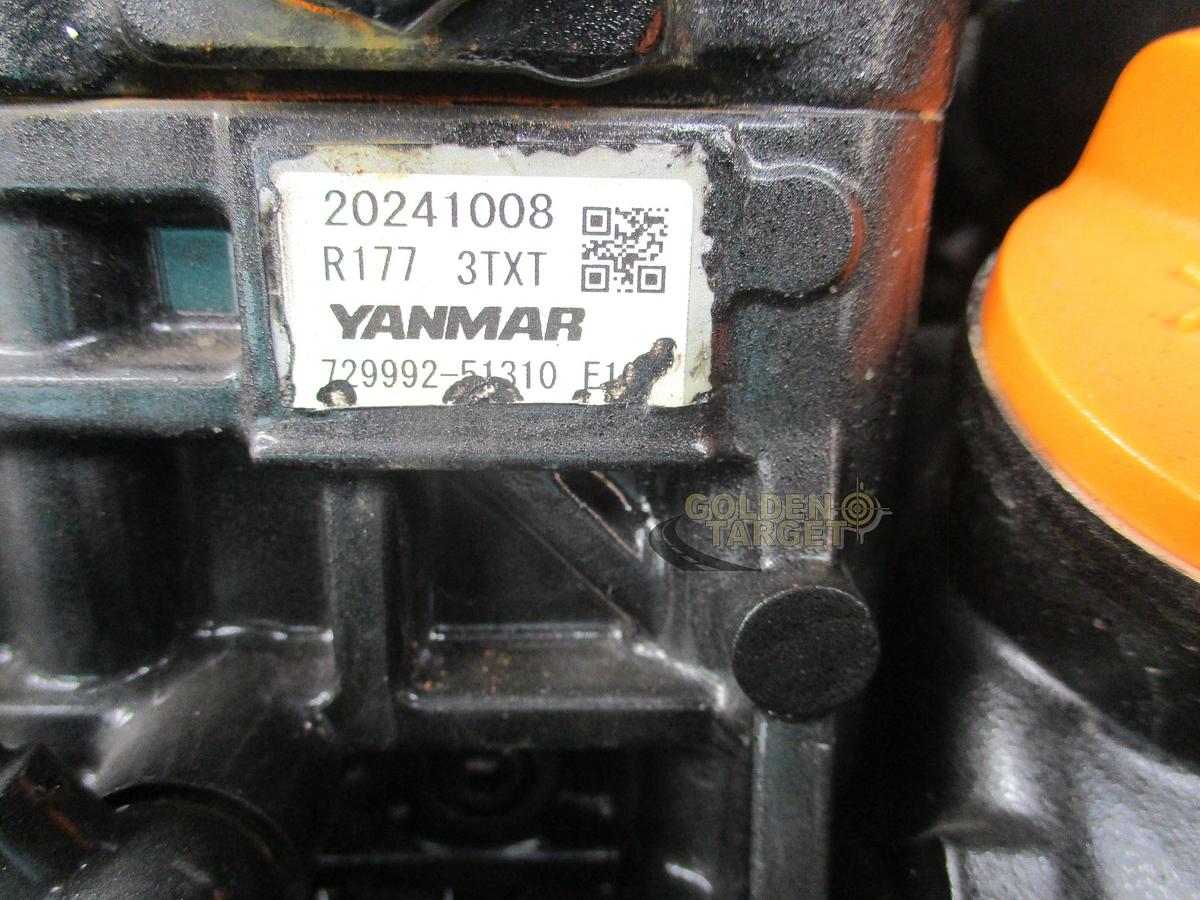 20241008
R177 3TXT
YANMAR
729992-51310
GOLDEN
TARGET